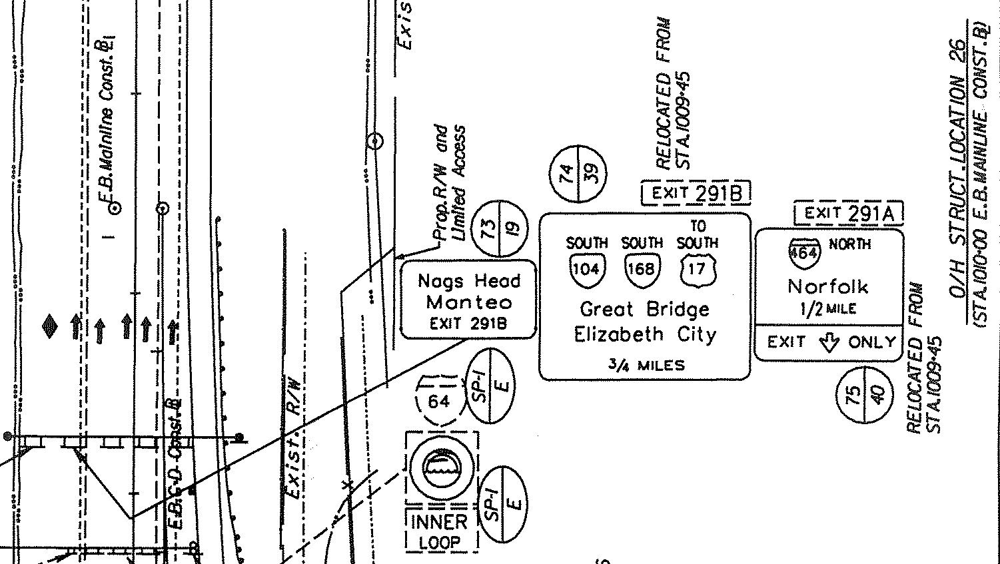 E.B. Mainline Const. B
Exis
Prop. R/W and
Limited Access
RELOCATED FROM
STA. 1009+45
O/H STRUCT. LOCATION 26
(STA. 1010+00 E.B. MAINLINE CONST. B)
74
39
73
19
EXIT 291B
TO
SOUTH SOUTH SOUTH
104 168 17
Great Bridge
Elizabeth City
3/4 MILES
EXIT 291A
464 NORTH
Norfolk
1/2 MILE
EXIT ONLY
Nags Head
Manteo
EXIT 291B
75
40
RELOCATED FROM
STA. 1009+45
64
SP-1
E
INNER
LOOP
SP-1
E
Exist. R/W
E.B. C-D Const. B